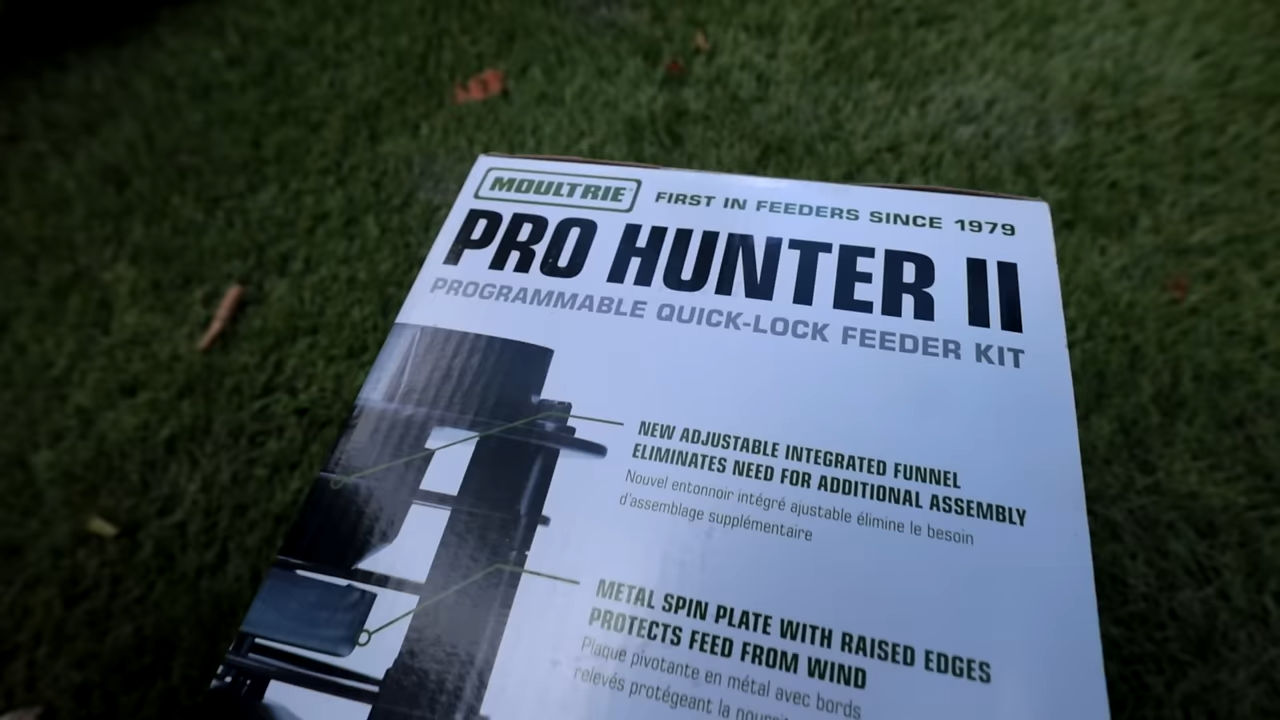 MOULTRIE
FIRST IN FEEDERS SINCE 1979
PRO HUNTER II
PROGRAMMABLE QUICK-LOCK FEEDER KIT
NEW ADJUSTABLE INTEGRATED FUNNEL
ELIMINATES NEED FOR ADDITIONAL ASSEMBLY
Nouvel entonnoir intégré ajustable élimine le besoin
d'assemblage supplémentaire
METAL SPIN PLATE WITH RAISED EDGES
PROTECTS FEED FROM WIND
Plaque pivotante en métal avec bords
relevés protégeant la